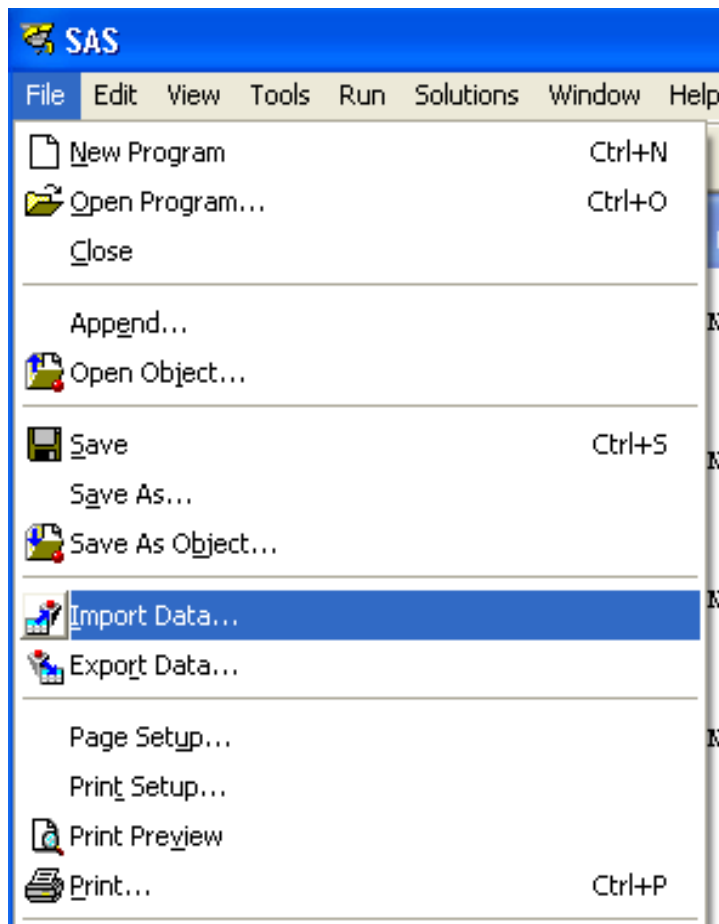 SAS
File Edit View Tools Run Solutions Window Help
New Program Ctrl+N
Open Program... Ctrl+O
Close
Append...
Open Object...
Save Ctrl+S
Save As...
Save As Object...
Import Data...
Export Data...
Page Setup...
Print Setup...
Print Preview
Print... Ctrl+P